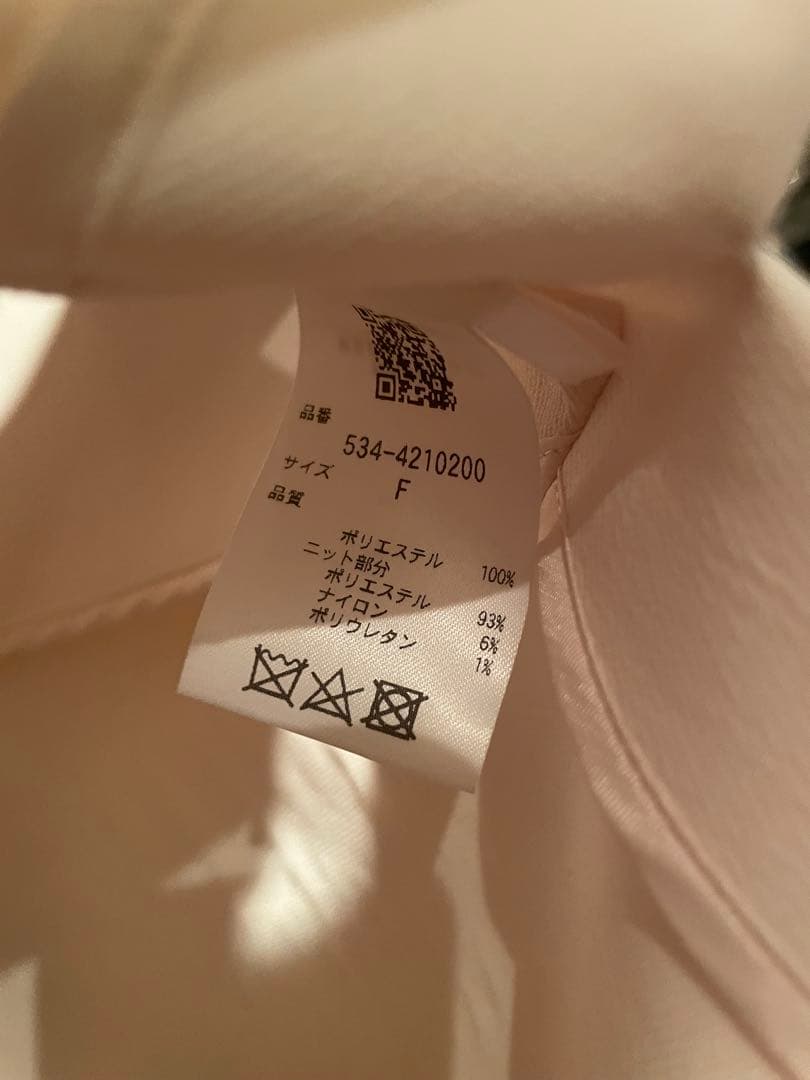 品番
534-4210200
サイズ F
品質
ポリエステル 100%
ニット部分
ポリエステル 93%
ナイロン 6%
ポリウレタン 1%